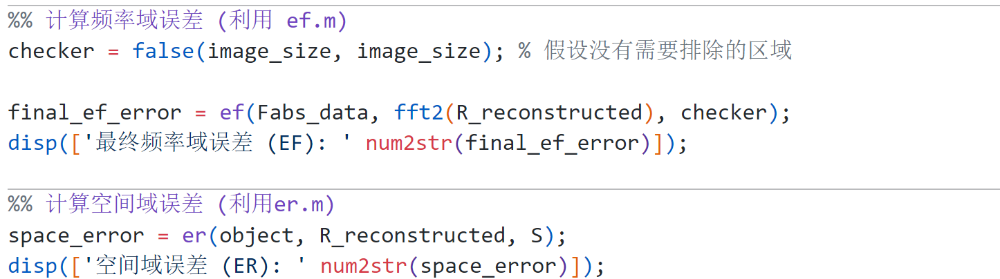 %% 计算频率域误差 (利用 ef.m)
checker = false(image_size, image_size); % 假设没有需要排除的区域
final_ef_error = ef(Fabs_data, fft2(R_reconstructed), checker);
disp(['最终频率域误差 (EF): ' num2str(final_ef_error)]);
%% 计算空间域误差 (利用er.m)
space_error = er(object, R_reconstructed, S);
disp(['空间域误差 (ER): ' num2str(space_error)]);